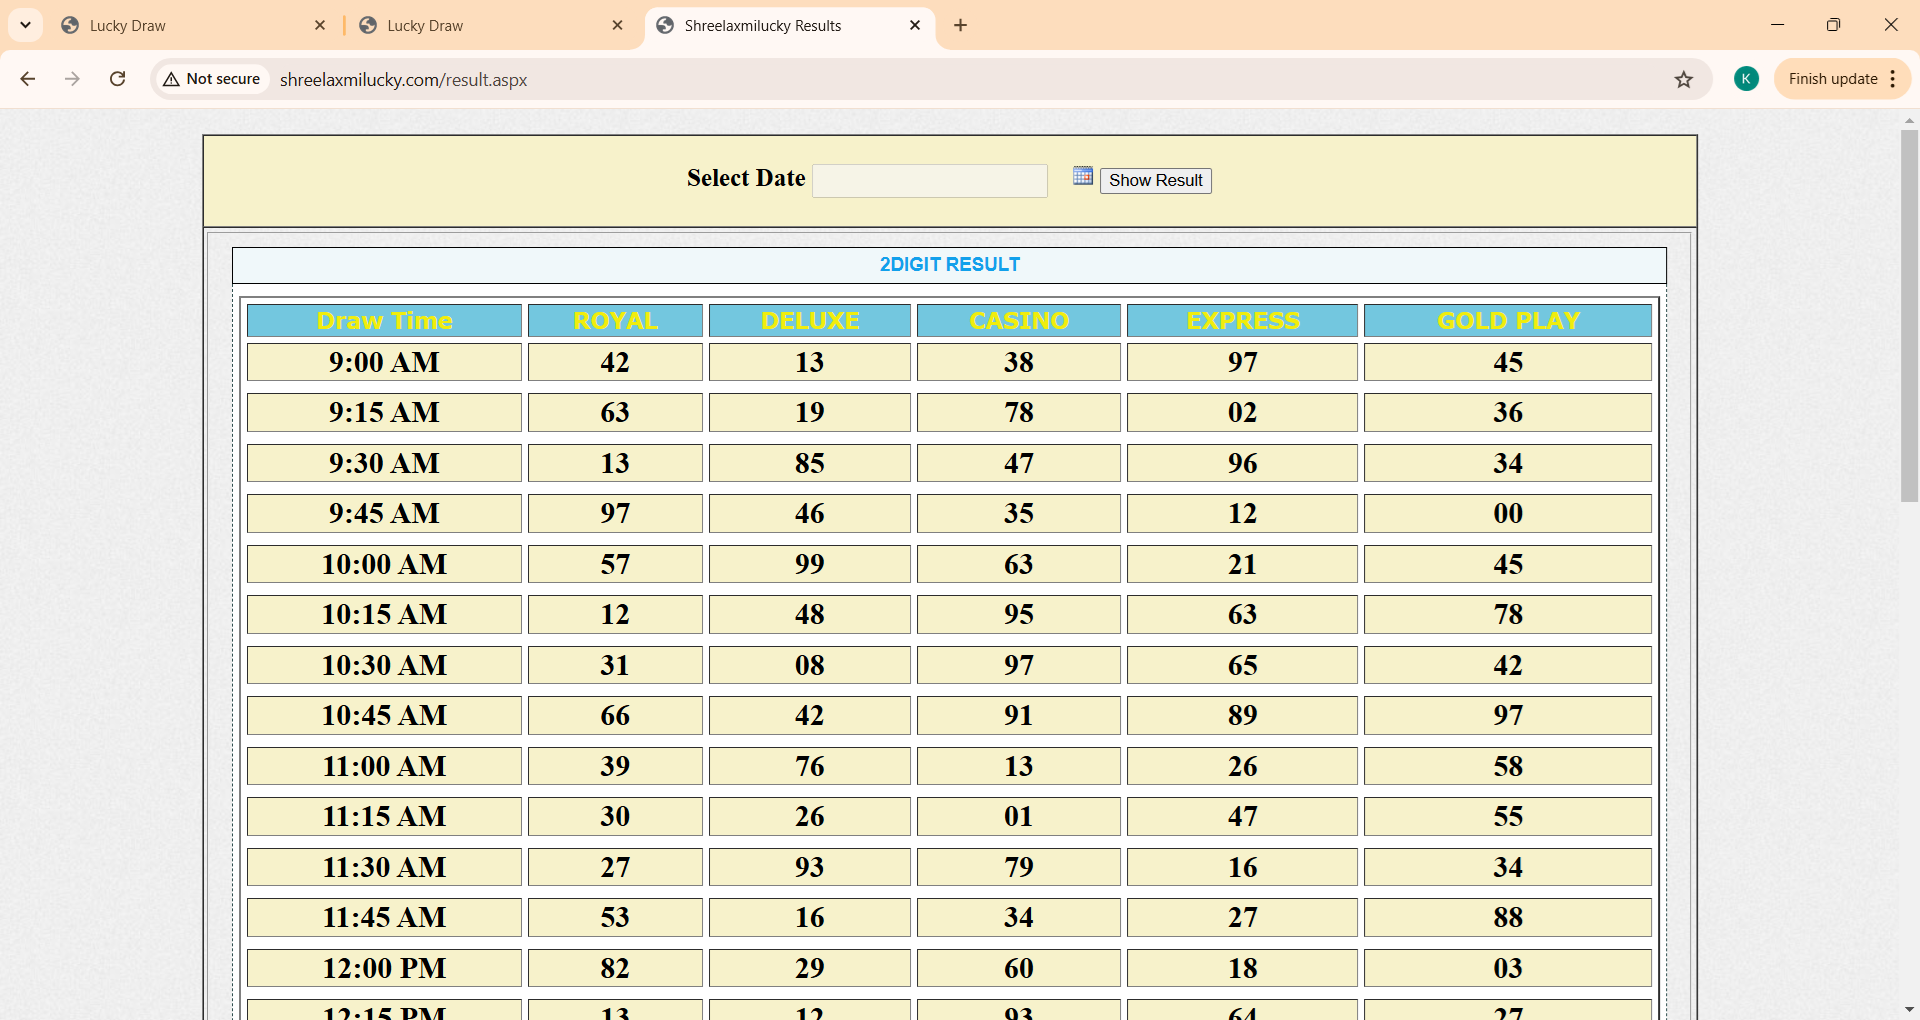 Lucky Draw
Lucky Draw
Shreelaxmilucky Results
Not secure
shreelaxmilucky.com/result.aspx
K
Finish update
Select Date
Show Result
2DIGIT RESULT
Draw Time ROYAL DELUXE CASINO EXPRESS GOLD PLAY
9:00 AM 42 13 38 97 45
9:15 AM 63 19 78 02 36
9:30 AM 13 85 47 96 34
9:45 AM 97 46 35 12 00
10:00 AM 57 99 63 21 45
10:15 AM 12 48 95 63 78
10:30 AM 31 08 97 65 42
10:45 AM 66 42 91 89 97
11:00 AM 39 76 13 26 58
11:15 AM 30 26 01 47 55
11:30 AM 27 93 79 16 34
11:45 AM 53 16 34 27 88
12:00 PM 82 29 60 18 03
12:15 PM 13 12 93 64 27